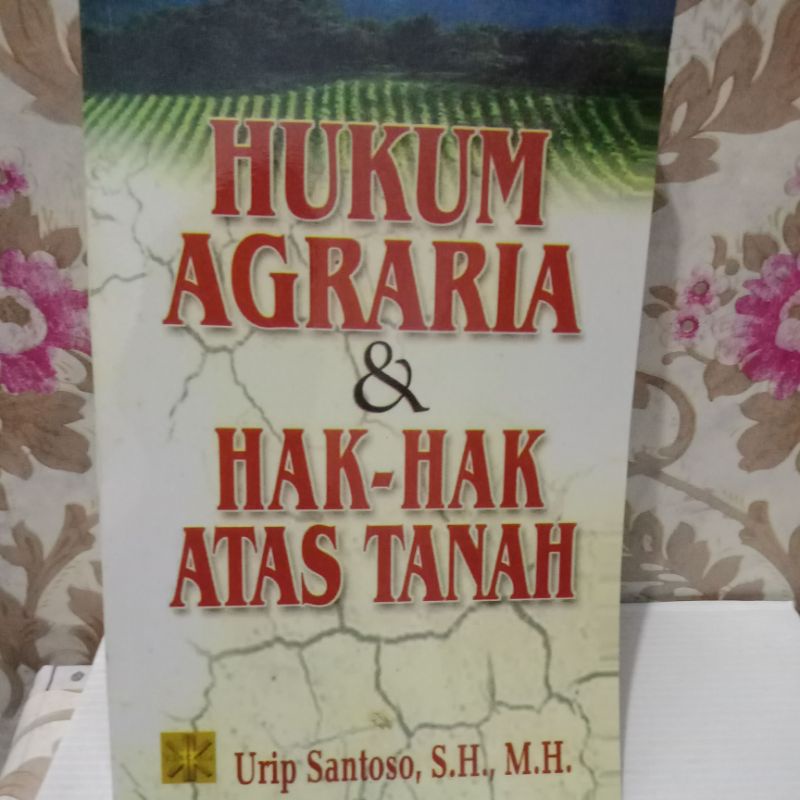 HUKUM
AGRARIA
&
HAK-HAK
ATAS TANAH
Urip Santoso, S.H., M.H.